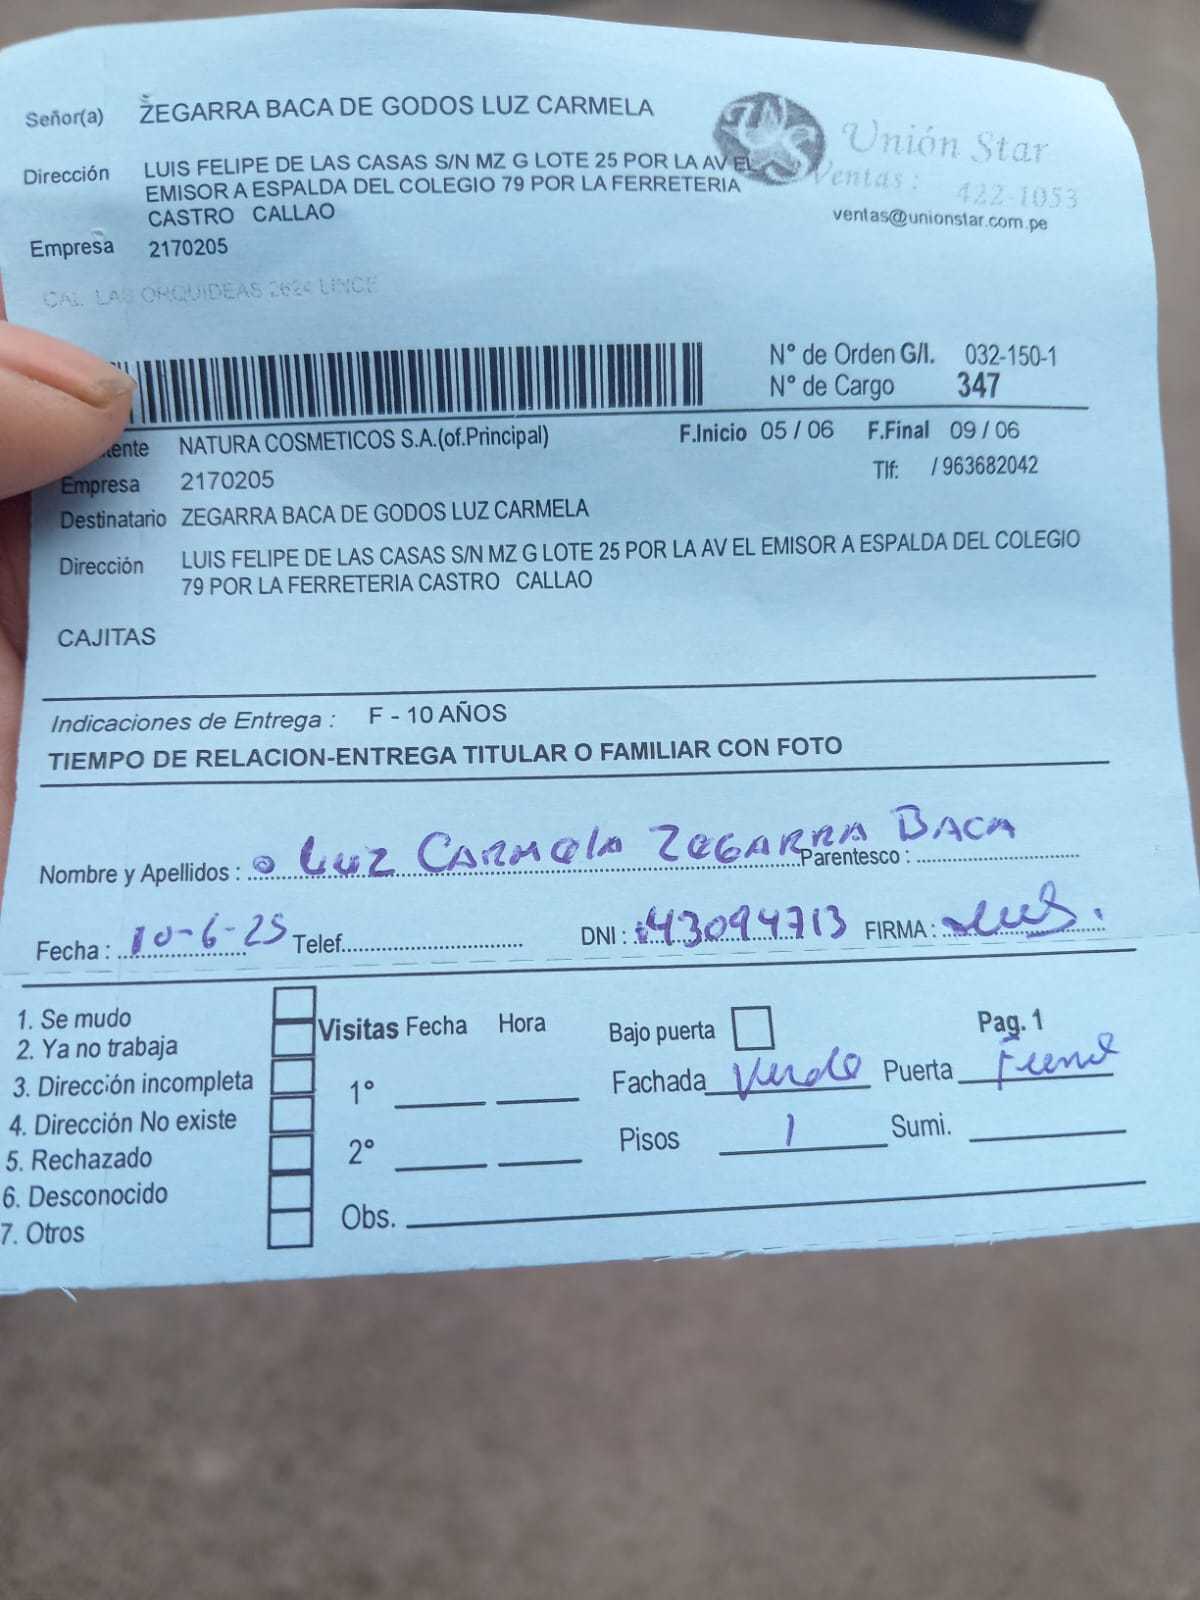 Señor(a) ZEGARRA BACA DE GODOS LUZ CARMELA
Unión Star
Dirección LUIS FELIPE DE LAS CASAS S/N MZ G LOTE 25 POR LA AV EL
EMISOR A ESPALDA DEL COLEGIO 79 POR LA FERRETERIA
CASTRO CALLAO
Ventas: 422-1053
ventas@unionstar.com.pe
Empresa 2170205
CAL. LAS ORQUIDEAS 2624 LINCE
N° de Orden G/I. 032-150-1
N° de Cargo 347
NATURA COSMETICOS S.A.(of.Principal) F.Inicio 05 / 06 F.Final 09 / 06
Empresa 2170205 Tlf: / 963682042
Destinatario ZEGARRA BACA DE GODOS LUZ CARMELA
Dirección LUIS FELIPE DE LAS CASAS S/N MZ G LOTE 25 POR LA AV EL EMISOR A ESPALDA DEL COLEGIO
79 POR LA FERRETERIA CASTRO CALLAO
CAJITAS
Indicaciones de Entrega : F - 10 AÑOS
TIEMPO DE RELACION-ENTREGA TITULAR O FAMILIAR CON FOTO
Nombre y Apellidos : Luz CARMelA ZEGARRA BACA Parentesco :
Fecha : 10-6-25 Telef. DNI : 43094713 FIRMA :
1. Se mudo
2. Ya no trabaja
3. Dirección incompleta
4. Dirección No existe
5. Rechazado
6. Desconocido
7. Otros
Visitas Fecha Hora
1°
2°
Obs.
Bajo puerta Pag. 1
Fachada Verde Puerta
Pisos 1 Sumi.